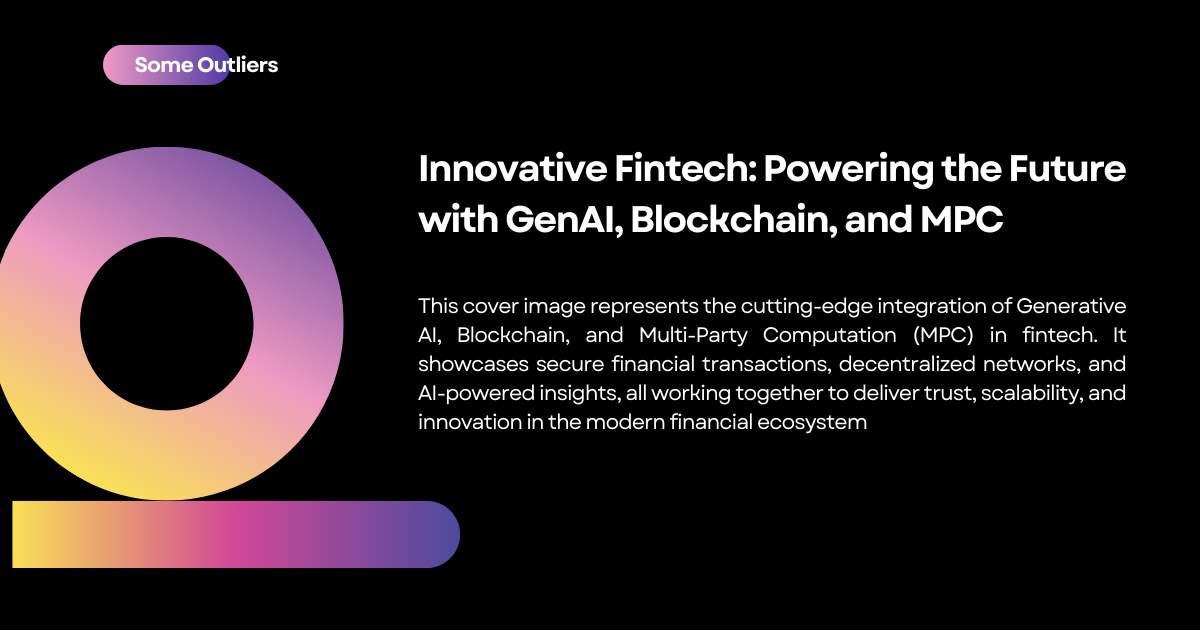 Some Outliers
Innovative Fintech: Powering the Future
with GenAI, Blockchain, and MPC
This cover image represents the cutting-edge integration of Generative
AI, Blockchain, and Multi-Party Computation (MPC) in fintech. It
showcases secure financial transactions, decentralized networks, and
AI-powered insights, all working together to deliver trust, scalability, and
innovation in the modern financial ecosystem